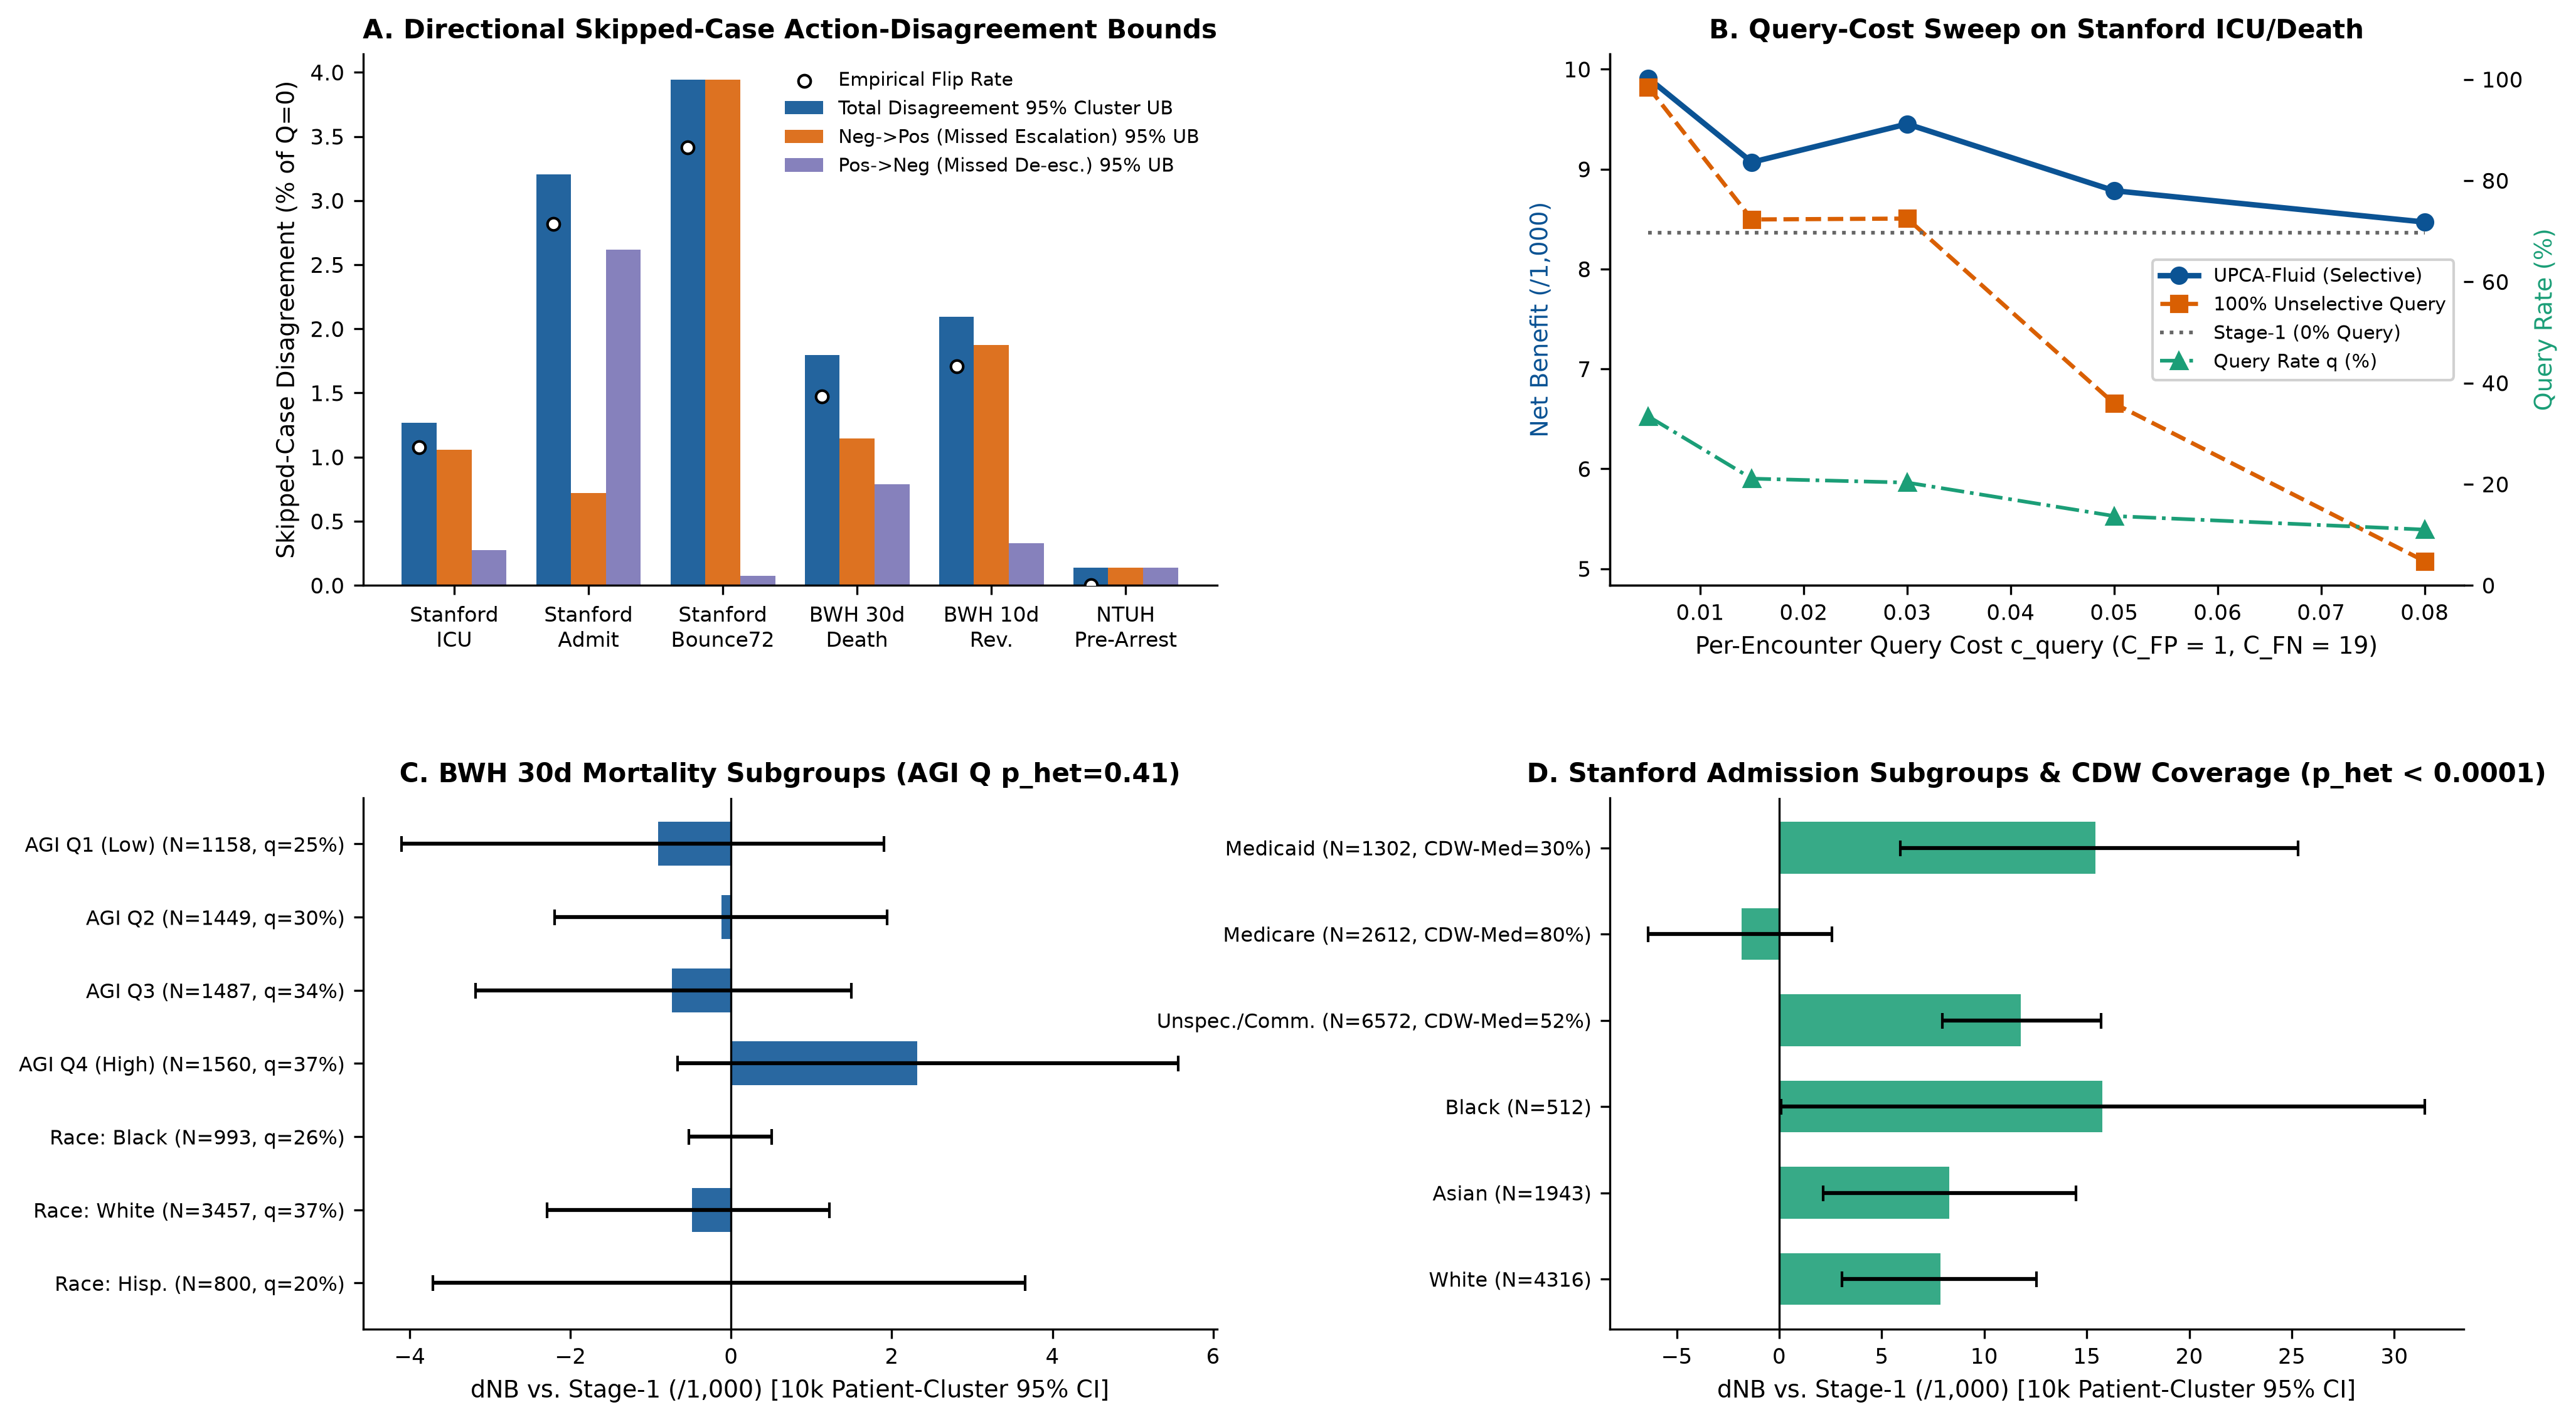 A. Directional Skipped-Case Action-Disagreement Bounds
Skipped-Case Disagreement (% of Q=0)
4.0
3.5
3.0
2.5
2.0
1.5
1.0
0.5
0.0
Empirical Flip Rate
Total Disagreement 95% Cluster UB
Neg->Pos (Missed Escalation) 95% UB
Pos->Neg (Missed De-esc.) 95% UB
Stanford
ICU
Stanford
Admit
Stanford
Bounce72
BWH 30d
Death
BWH 10d
Rev.
NTUH
Pre-Arrest
B. Query-Cost Sweep on Stanford ICU/Death
Net Benefit (/1,000)
10
9
8
7
6
5
UPCA-Fluid (Selective)
100% Unselective Query
Stage-1 (0% Query)
Query Rate q (%)
100
80
60
40
20
0
Query Rate (%)
0.01
0.02
0.03
0.04
0.05
0.06
0.07
0.08
Per-Encounter Query Cost c_query (C_FP = 1, C_FN = 19)
C. BWH 30d Mortality Subgroups (AGI Q p_het=0.41)
AGI Q1 (Low) (N=1158, q=25%)
AGI Q2 (N=1449, q=30%)
AGI Q3 (N=1487, q=34%)
AGI Q4 (High) (N=1560, q=37%)
Race: Black (N=993, q=26%)
Race: White (N=3457, q=37%)
Race: Hisp. (N=800, q=20%)
−4
−2
0
2
4
6
dNB vs. Stage-1 (/1,000) [10k Patient-Cluster 95% CI]
D. Stanford Admission Subgroups & CDW Coverage (p_het < 0.0001)
Medicaid (N=1302, CDW-Med=30%)
Medicare (N=2612, CDW-Med=80%)
Unspec./Comm. (N=6572, CDW-Med=52%)
Black (N=512)
Asian (N=1943)
White (N=4316)
−5
0
5
10
15
20
25
30
dNB vs. Stage-1 (/1,000) [10k Patient-Cluster 95% CI]